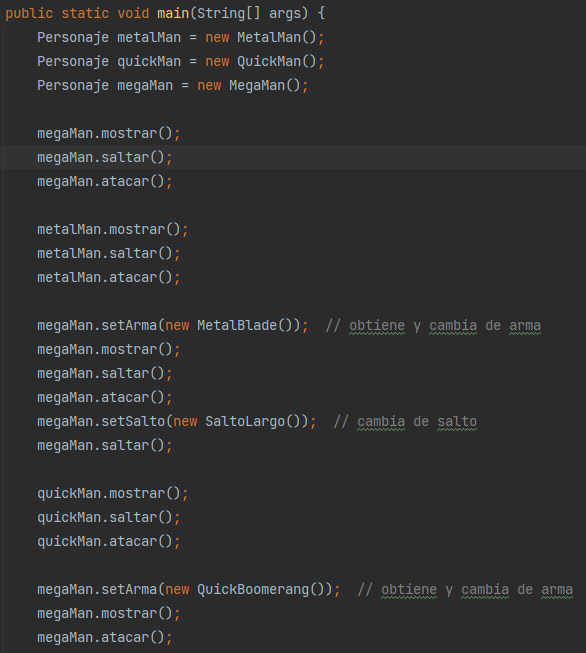 public static void main(String[] args) {
Personaje metalMan = new MetalMan();
Personaje quickMan = new QuickMan();
Personaje megaMan = new MegaMan();
megaMan.mostrar();
megaMan.saltar();
megaMan.atacar();
metalMan.mostrar();
metalMan.saltar();
metalMan.atacar();
megaMan.setArma(new MetalBlade());  // obtiene y cambia de arma
megaMan.mostrar();
megaMan.saltar();
megaMan.atacar();
megaMan.setSalto(new SaltoLargo());  // cambia de salto
megaMan.saltar();
quickMan.mostrar();
quickMan.saltar();
quickMan.atacar();
megaMan.setArma(new QuickBoomerang());  // obtiene y cambia de arma
megaMan.mostrar();
megaMan.atacar();